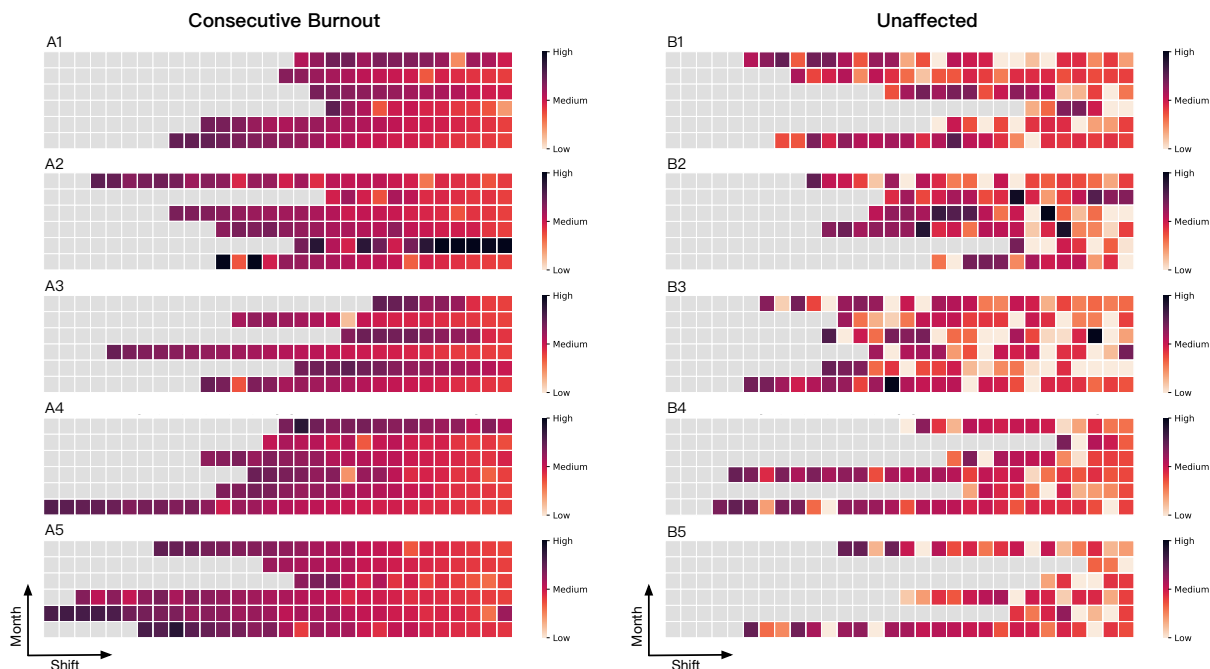 Consecutive Burnout
Unaffected
A1
High
Medium
Low
B1
High
Medium
Low
A2
High
Medium
Low
B2
High
Medium
Low
A3
High
Medium
Low
B3
High
Medium
Low
A4
High
Medium
Low
B4
High
Medium
Low
A5
High
Medium
Low
B5
High
Medium
Low
Month
Shift
Month
Shift